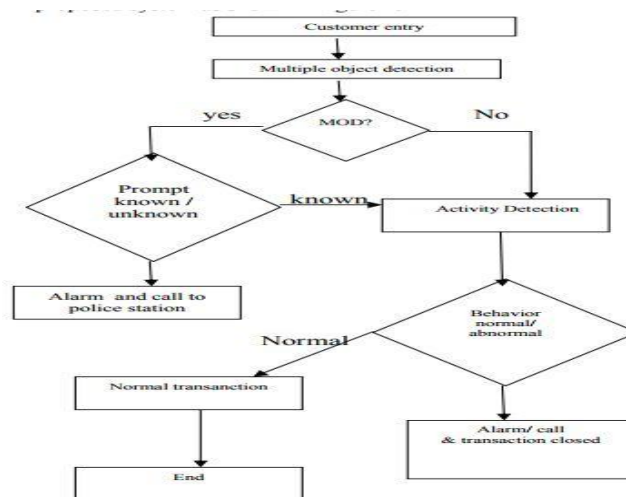 Customer entry
Multiple object detection
MOD?
yes
No
Prompt
known /
unknown
known
Activity Detection
Alarm and call to
police station
Behavior
normal/
abnormal
Normal
Normal transanction
Alarm/ call
& transaction closed
End